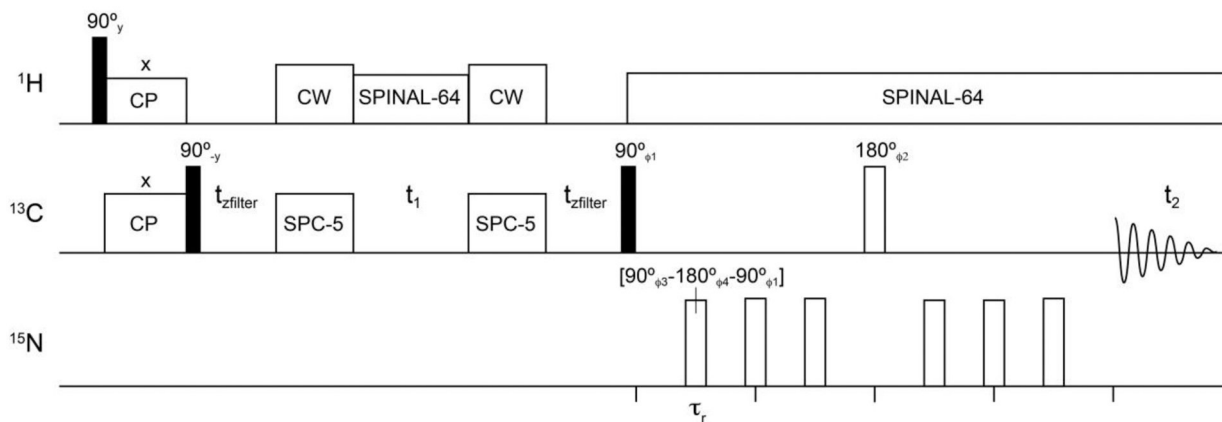 90º_y
x
¹H
CP
CW
SPINAL-64
CW
SPINAL-64
90º_-y
90º_ϕ1
180º_ϕ2
x
t_zfilter
t₁
t_zfilter
t₂
¹³C
CP
SPC-5
SPC-5
[90º_ϕ3-180º_ϕ4-90º_ϕ1]
¹⁵N
τ_r